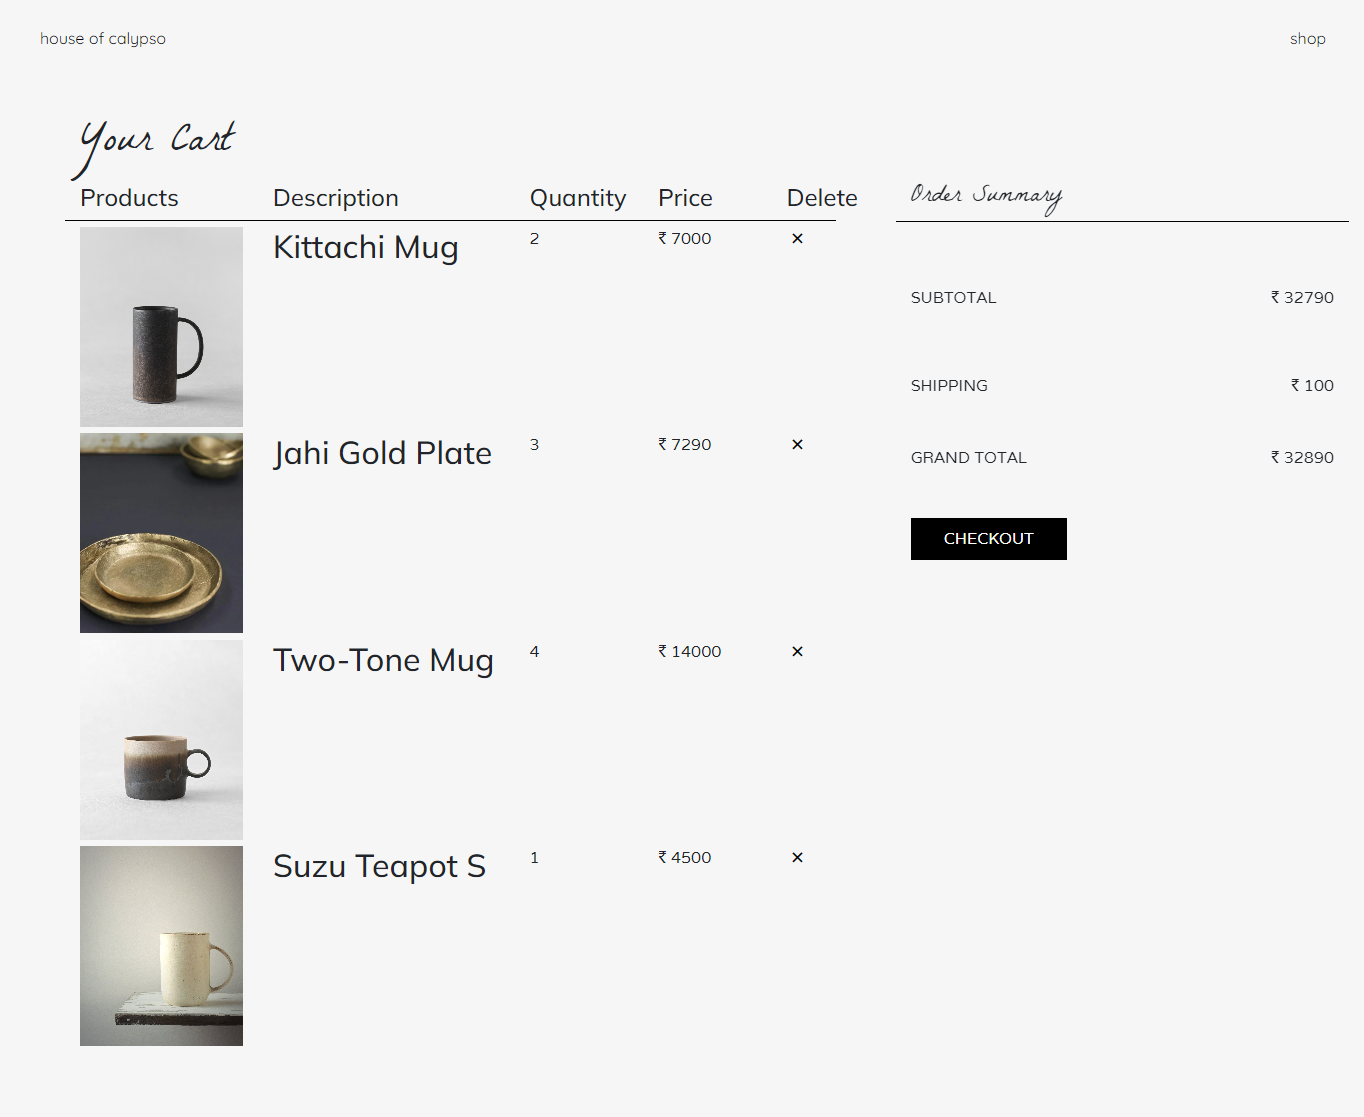 house of calypso
shop
Your Cart
Products Description Quantity Price Delete
Kittachi Mug 2 ₹ 7000 ✕
Jahi Gold Plate 3 ₹ 7290 ✕
Two-Tone Mug 4 ₹ 14000 ✕
Suzu Teapot S 1 ₹ 4500 ✕
Order Summary
SUBTOTAL ₹ 32790
SHIPPING ₹ 100
GRAND TOTAL ₹ 32890
CHECKOUT